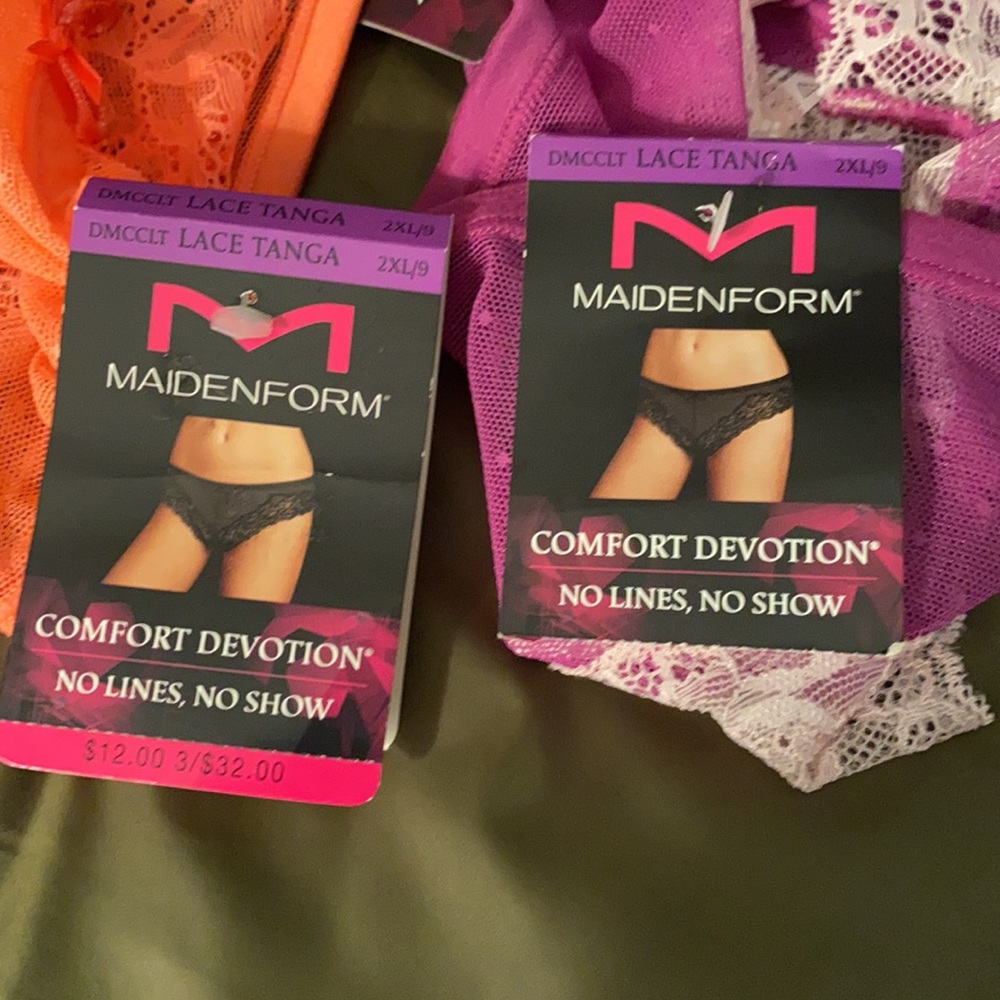 DMCCLT LACE TANGA 2XL/9
DMCCLT LACE TANGA 2XL/9
MAIDENFORM®
COMFORT DEVOTION®
NO LINES, NO SHOW
$12.00 3/$32.00
DMCCLT LACE TANGA 2XL/9
MAIDENFORM®
COMFORT DEVOTION®
NO LINES, NO SHOW